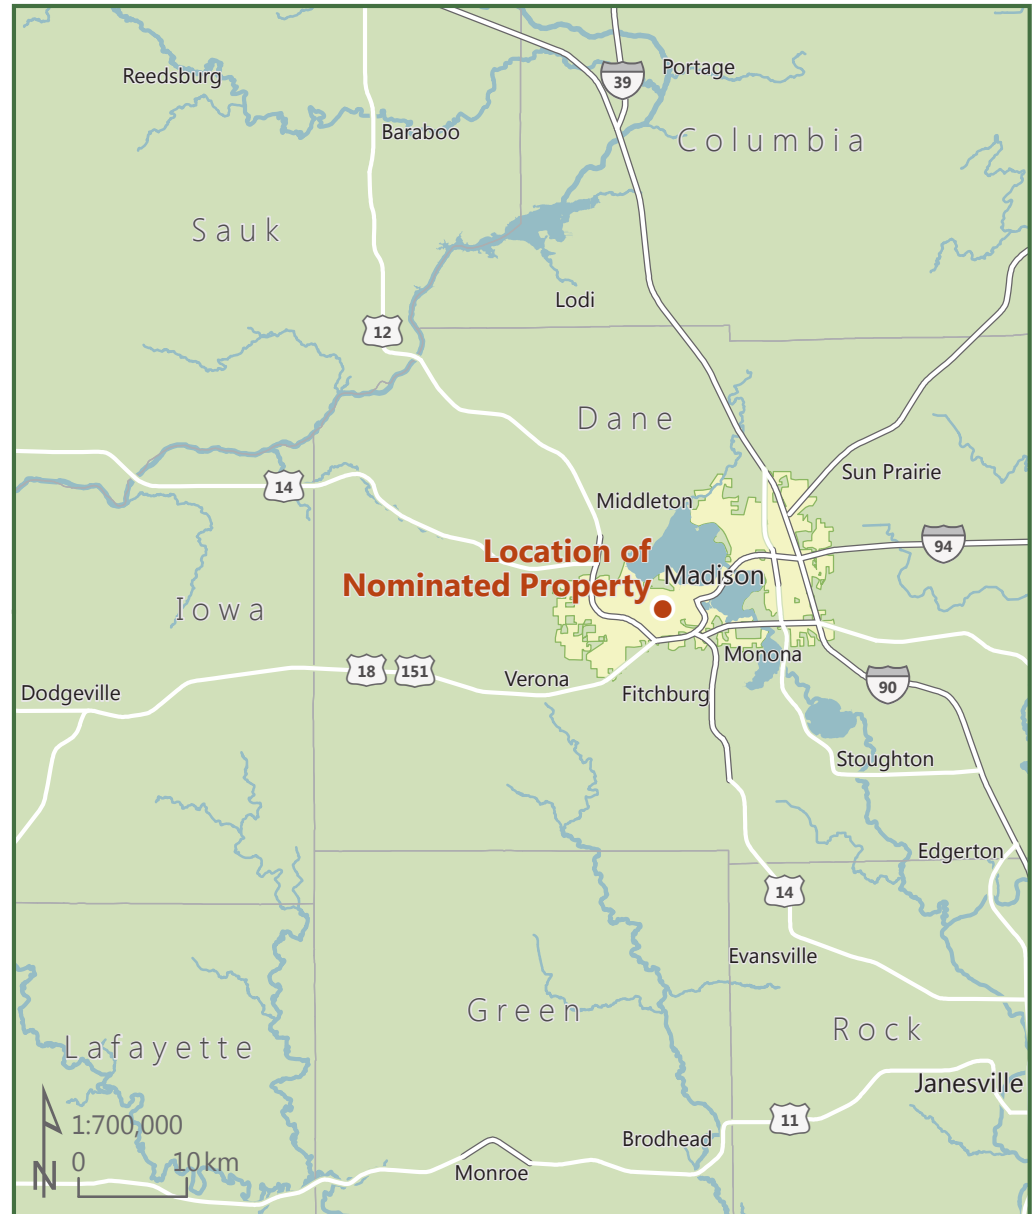 Reedsburg
39
Portage
Baraboo
Columbia
Sauk
Lodi
12
Dane
Sun Prairie
14
Middleton
94
Location of
Nominated Property
Madison
Iowa
Monona
18
151
Verona
Dodgeville
Fitchburg
90
Stoughton
Edgerton
14
Evansville
Green
Rock
Lafayette
Janesville
1:700,000
11
Brodhead
0
10 km
N
Monroe